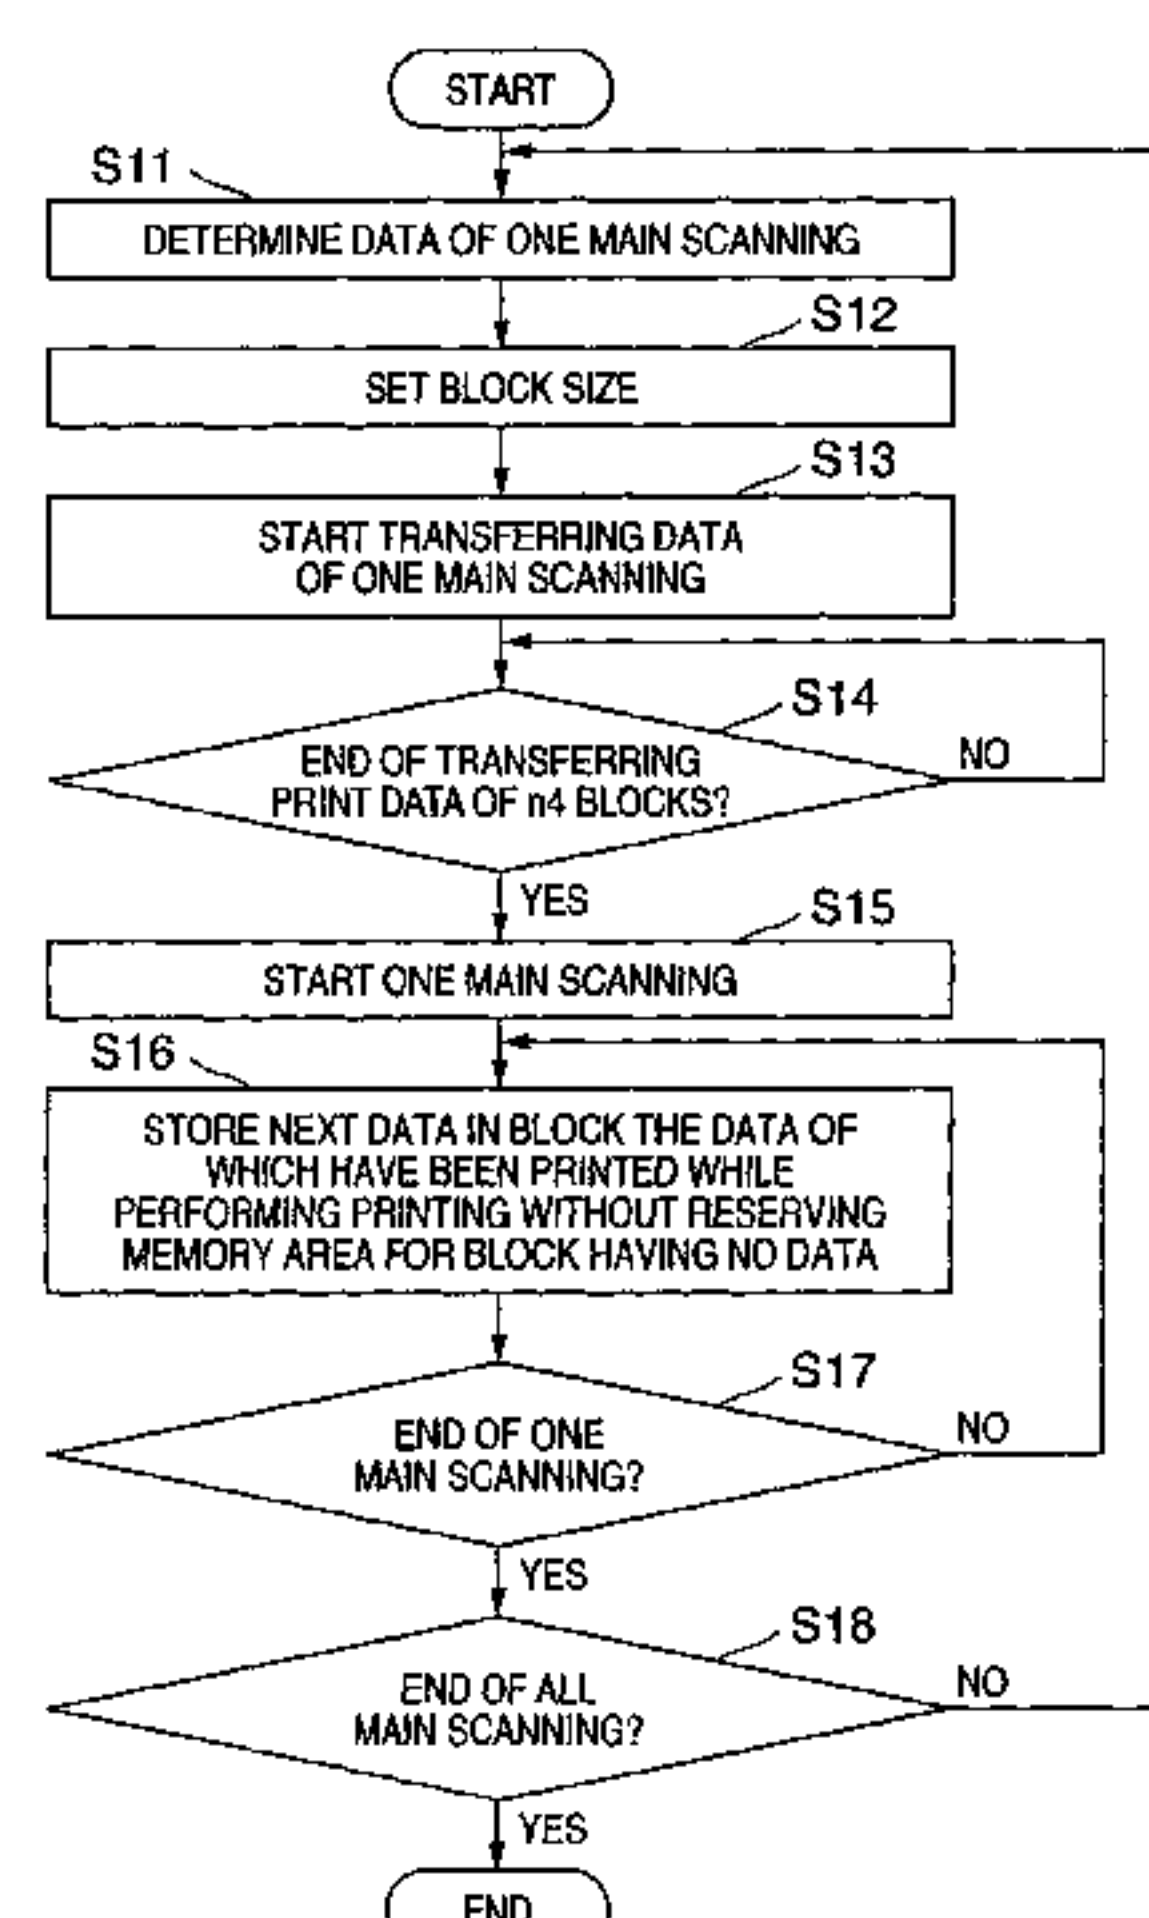 START
S11
DETERMINE DATA OF ONE MAIN SCANNING
S12
SET BLOCK SIZE
S13
START TRANSFERRING DATA
OF ONE MAIN SCANNING
S14
END OF TRANSFERRING
PRINT DATA OF n4 BLOCKS?
NO
YES
S15
START ONE MAIN SCANNING
S16
STORE NEXT DATA IN BLOCK THE DATA OF
WHICH HAVE BEEN PRINTED WHILE
PERFORMING PRINTING WITHOUT RESERVING
MEMORY AREA FOR BLOCK HAVING NO DATA
S17
END OF ONE
MAIN SCANNING?
NO
YES
S18
END OF ALL
MAIN SCANNING?
NO
YES
END